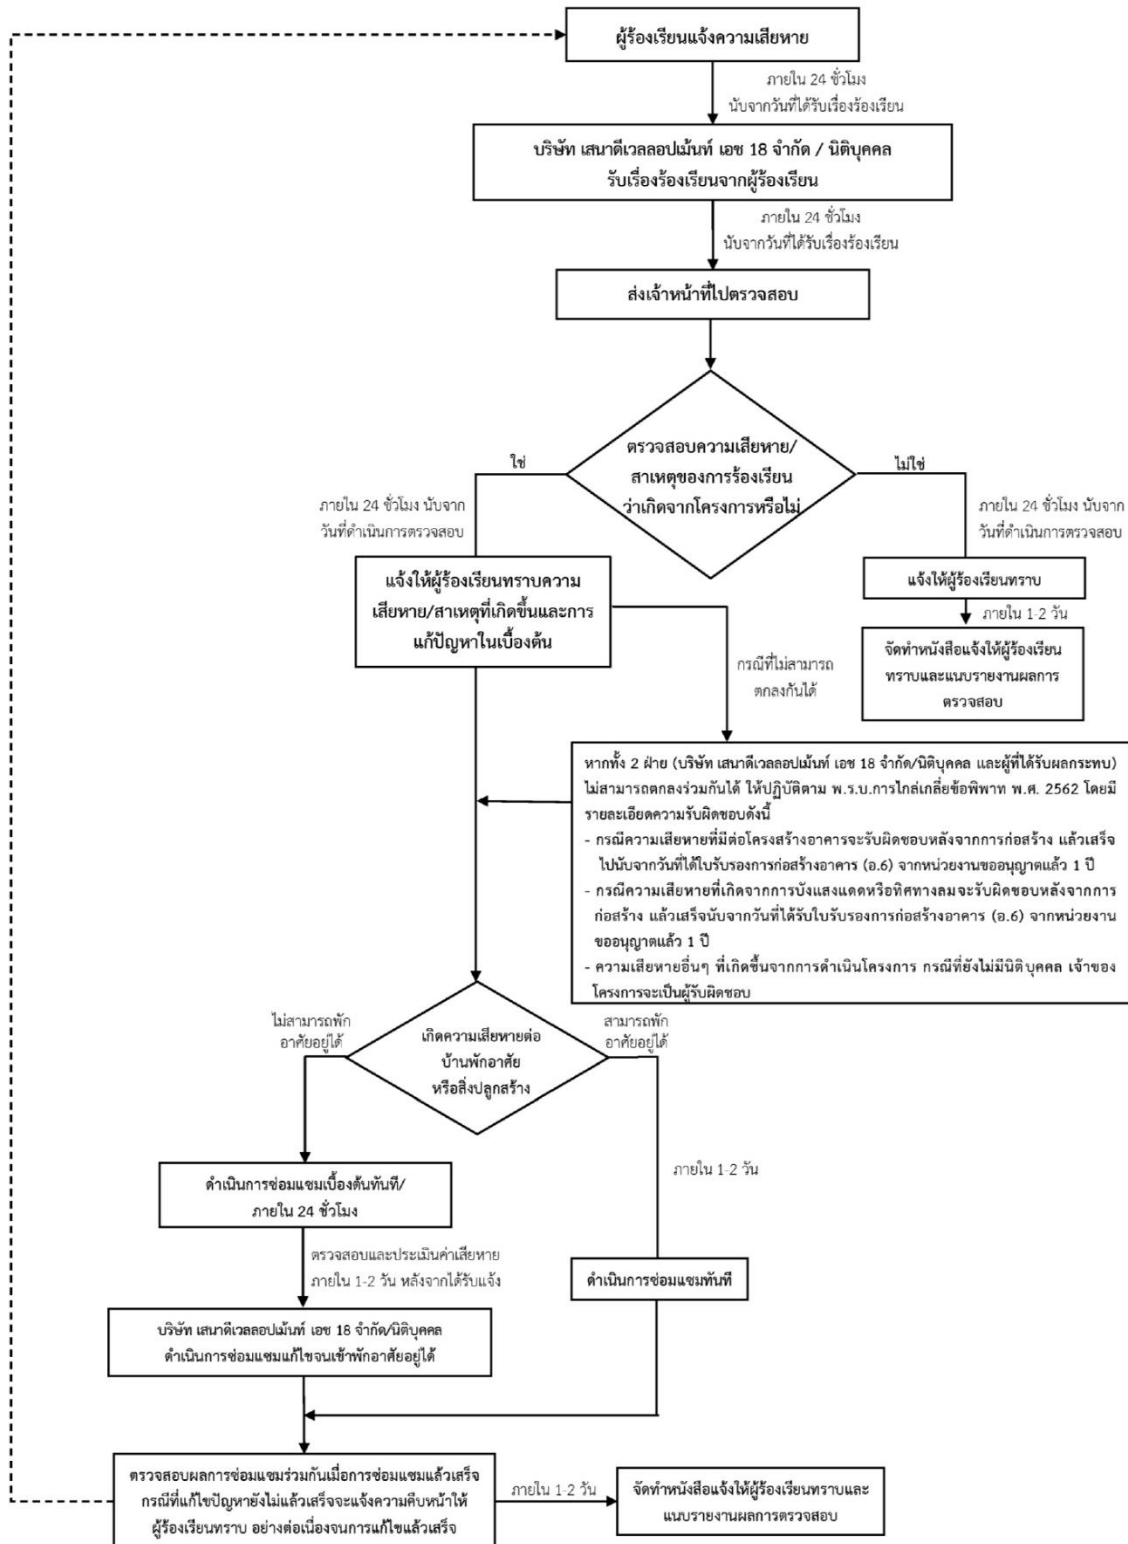 ผู้ร้องเรียนแจ้งความเสียหาย
ภายใน 24 ชั่วโมง
นับจากวันที่ได้รับเรื่องร้องเรียน
บริษัท เสนาดีเวลลอปเม้นท์ เอช 18 จำกัด / นิติบุคคล
รับเรื่องร้องเรียนจากผู้ร้องเรียน
ภายใน 24 ชั่วโมง
นับจากวันที่ได้รับเรื่องร้องเรียน
ส่งเจ้าหน้าที่ไปตรวจสอบ
ตรวจสอบความเสียหาย/
สาเหตุของการร้องเรียน
ว่าเกิดจากโครงการหรือไม่
ใช่
ไม่ใช่
ภายใน 24 ชั่วโมง นับจาก
วันที่ดำเนินการตรวจสอบ
ภายใน 24 ชั่วโมง นับจาก
วันที่ดำเนินการตรวจสอบ
แจ้งให้ผู้ร้องเรียนทราบความ
เสียหาย/สาเหตุที่เกิดขึ้นและการ
แก้ปัญหาในเบื้องต้น
แจ้งให้ผู้ร้องเรียนทราบ
ภายใน 1-2 วัน
จัดทำหนังสือแจ้งให้ผู้ร้องเรียน
ทราบและแนบรายงานผลการ
ตรวจสอบ
กรณีที่ไม่สามารถ
ตกลงกันได้
หากทั้ง 2 ฝ่าย (บริษัท เสนาดีเวลลอปเม้นท์ เอช 18 จำกัด/นิติบุคคล และผู้ที่ได้รับผลกระทบ)
ไม่สามารถตกลงร่วมกันได้ ให้ปฏิบัติตาม พ.ร.บ.การไกล่เกลี่ยข้อพิพาท พ.ศ. 2562 โดยมี
รายละเอียดความรับผิดชอบดังนี้
- กรณีความเสียหายที่มีต่อโครงสร้างอาคารจะรับผิดชอบหลังจากการก่อสร้าง แล้วเสร็จ
ไปนับจากวันที่ได้ใบรับรองการก่อสร้างอาคาร (อ.6) จากหน่วยงานขออนุญาตแล้ว 1 ปี
- กรณีความเสียหายที่เกิดจากการบังแสงแดดหรือทิศทางลมจะรับผิดชอบหลังจากการ
ก่อสร้าง แล้วเสร็จนับจากวันที่ได้รับใบรับรองการก่อสร้างอาคาร (อ.6) จากหน่วยงาน
ขออนุญาตแล้ว 1 ปี
- ความเสียหายอื่นๆ ที่เกิดขึ้นจากการดำเนินโครงการ กรณีที่ยังไม่มีนิติบุคคล เจ้าของ
โครงการจะเป็นผู้รับผิดชอบ
ไม่สามารถพัก
อาศัยอยู่ได้
เกิดความเสียหายต่อ
บ้านพักอาศัย
หรือสิ่งปลูกสร้าง
สามารถพัก
อาศัยอยู่ได้
ดำเนินการซ่อมแซมเบื้องต้นทันที/
ภายใน 24 ชั่วโมง
ภายใน 1-2 วัน
ตรวจสอบและประเมินค่าเสียหาย
ภายใน 1-2 วัน หลังจากได้รับแจ้ง
ดำเนินการซ่อมแซมทันที
บริษัท เสนาดีเวลลอปเม้นท์ เอช 18 จำกัด/นิติบุคคล
ดำเนินการซ่อมแซมแก้ไขจนเข้าพักอาศัยอยู่ได้
ตรวจสอบผลการซ่อมแซมร่วมกันเมื่อการซ่อมแซมแล้วเสร็จ
กรณีที่แก้ไขปัญหายังไม่แล้วเสร็จจะแจ้งความคืบหน้าให้
ผู้ร้องเรียนทราบ อย่างต่อเนื่องจนการแก้ไขแล้วเสร็จ
ภายใน 1-2 วัน
จัดทำหนังสือแจ้งให้ผู้ร้องเรียนทราบและ
แนบรายงานผลการตรวจสอบ